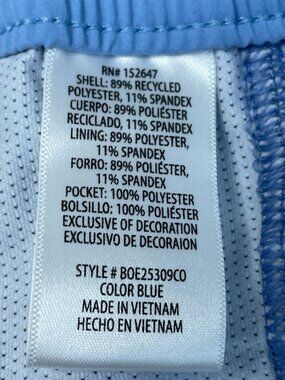 RN# 152647
SHELL: 89% RECYCLED
POLYESTER, 11% SPANDEX
CUERPO: 89% POLIÉSTER
RECICLADO, 11% SPANDEX
LINING: 89% POLYESTER,
11% SPANDEX
FORRO: 89% POLIÉSTER,
11% SPANDEX
POCKET: 100% POLYESTER
BOLSILLO: 100% POLIÉSTER
EXCLUSIVE OF DECORATION
EXCLUSIVO DE DECORAION
STYLE # BOE25309CO
COLOR BLUE
MADE IN VIETNAM
HECHO EN VIETNAM